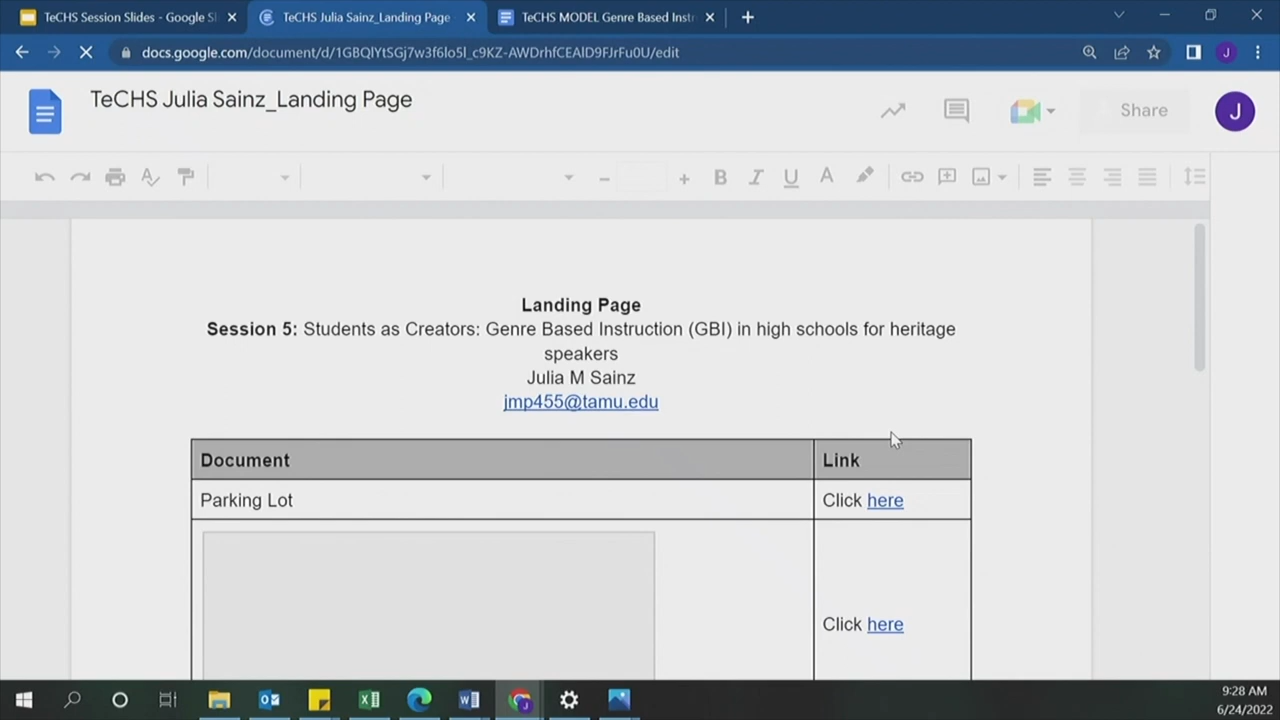 TeCHS Session Slides - Google Sl
TeCHS Julia Sainz_Landing Page
TeCHS MODEL Genre Based Instr
docs.google.com/document/d/1GBQlYtSGj7w3f6lo5l_c9KZ-AWDrhfCEAlD9FJrFu0U/edit
J
TeCHS Julia Sainz_Landing Page
Share
J
B I U A
Landing Page
Session 5: Students as Creators: Genre Based Instruction (GBI) in high schools for heritage
speakers
Julia M Sainz
jmp455@tamu.edu
Document Link
Parking Lot Click here
Click here
9:28 AM
6/24/2022